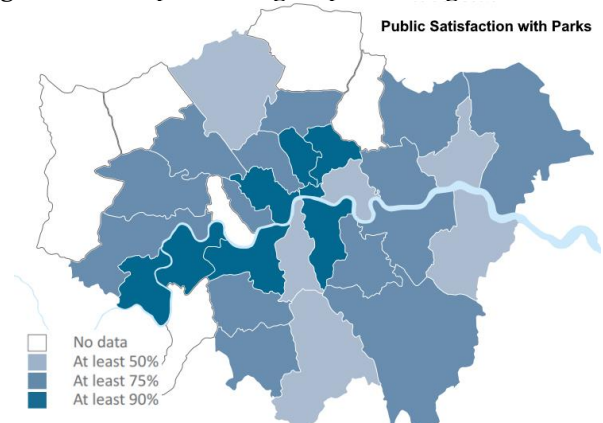 Public Satisfaction with Parks
No data
At least 50%
At least 75%
At least 90%